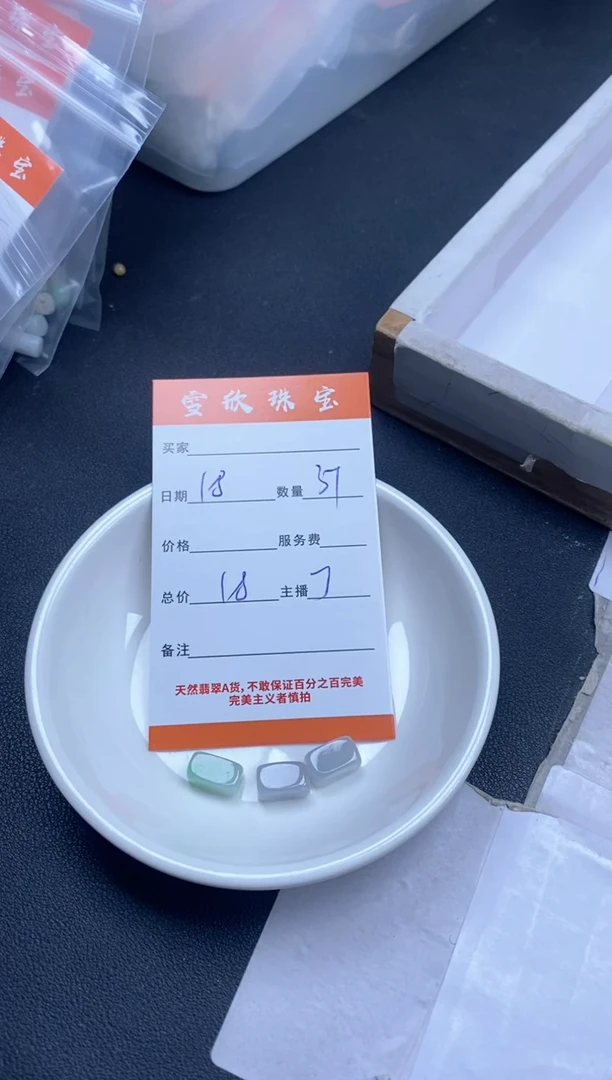 雪欣珠宝
买家
日期 18 数量 37
价格 服务费
总价 18 主播 7
备注
天然翡翠A货，不敢保证百分之百完美
完美主义者慎拍